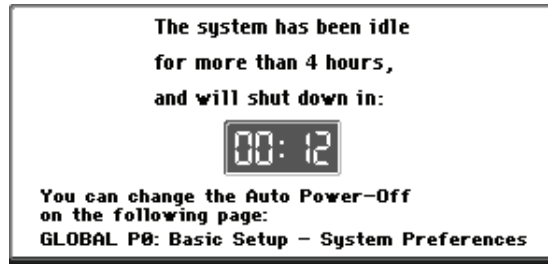 The system has been idle
for more than 4 hours,
and will shut down in:
00:12
You can change the Auto Power-Off
on the following page:
GLOBAL P0: Basic Setup - System Preferences